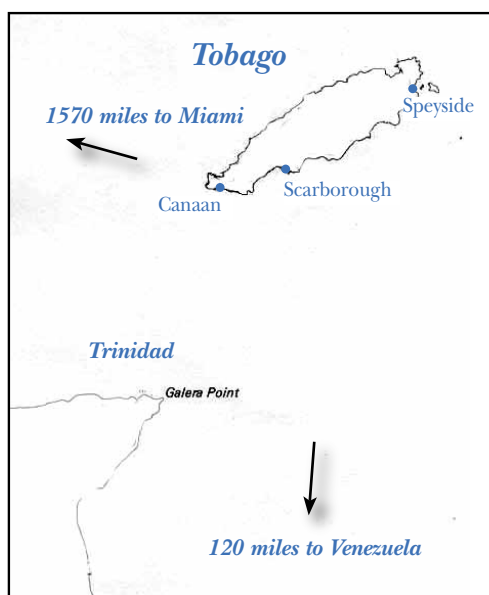 Tobago
1570 miles to Miami
Speyside
Scarborough
Canaan
Trinidad
Galera Point
120 miles to Venezuela